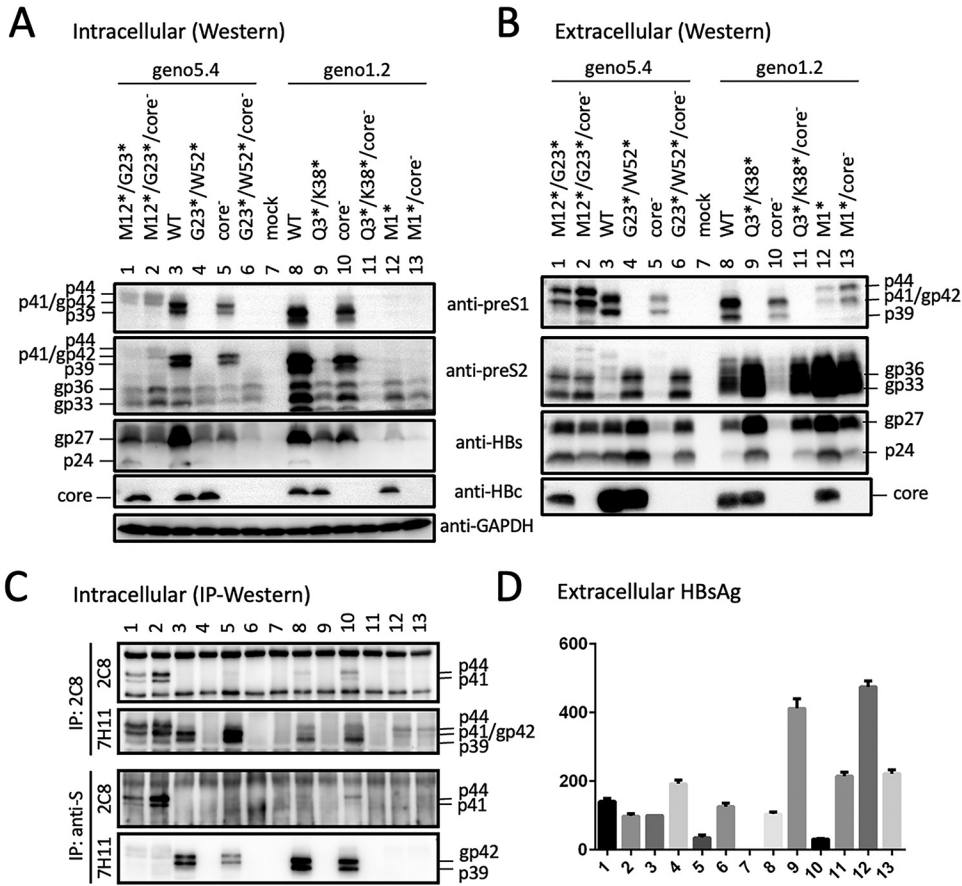 A Intracellular (Western)
geno5.4 geno1.2
M12*/G23*
M12*/G23*/core-
WT
G23*/W52*
core-
G23*/W52*/core-
mock
WT
Q3*/K38*
core-
Q3*/K38*/core-
M1*
M1*/core-
1 2 3 4 5 6 7 8 9 10 11 12 13
p44
p41/gp42
p39
anti-preS1
p44
p41/gp42
p39
gp36
gp33
anti-preS2
gp27
p24
anti-HBs
core
anti-HBc
anti-GAPDH
B Extracellular (Western)
geno5.4 geno1.2
M12*/G23*
M12*/G23*/core-
WT
G23*/W52*
core-
G23*/W52*/core-
mock
WT
Q3*/K38*
core-
Q3*/K38*/core-
M1*
M1*/core-
1 2 3 4 5 6 7 8 9 10 11 12 13
p44
p41/gp42
p39
gp36
gp33
gp27
p24
core
C Intracellular (IP-Western)
1 2 3 4 5 6 7 8 9 10 11 12 13
IP: 2C8
2C8
p44
p41
7H11
p44
p41/gp42
p39
IP: anti-S
2C8
p44
p41
7H11
gp42
p39
D Extracellular HBsAg
600
400
200
0
1 2 3 4 5 6 7 8 9 10 11 12 13